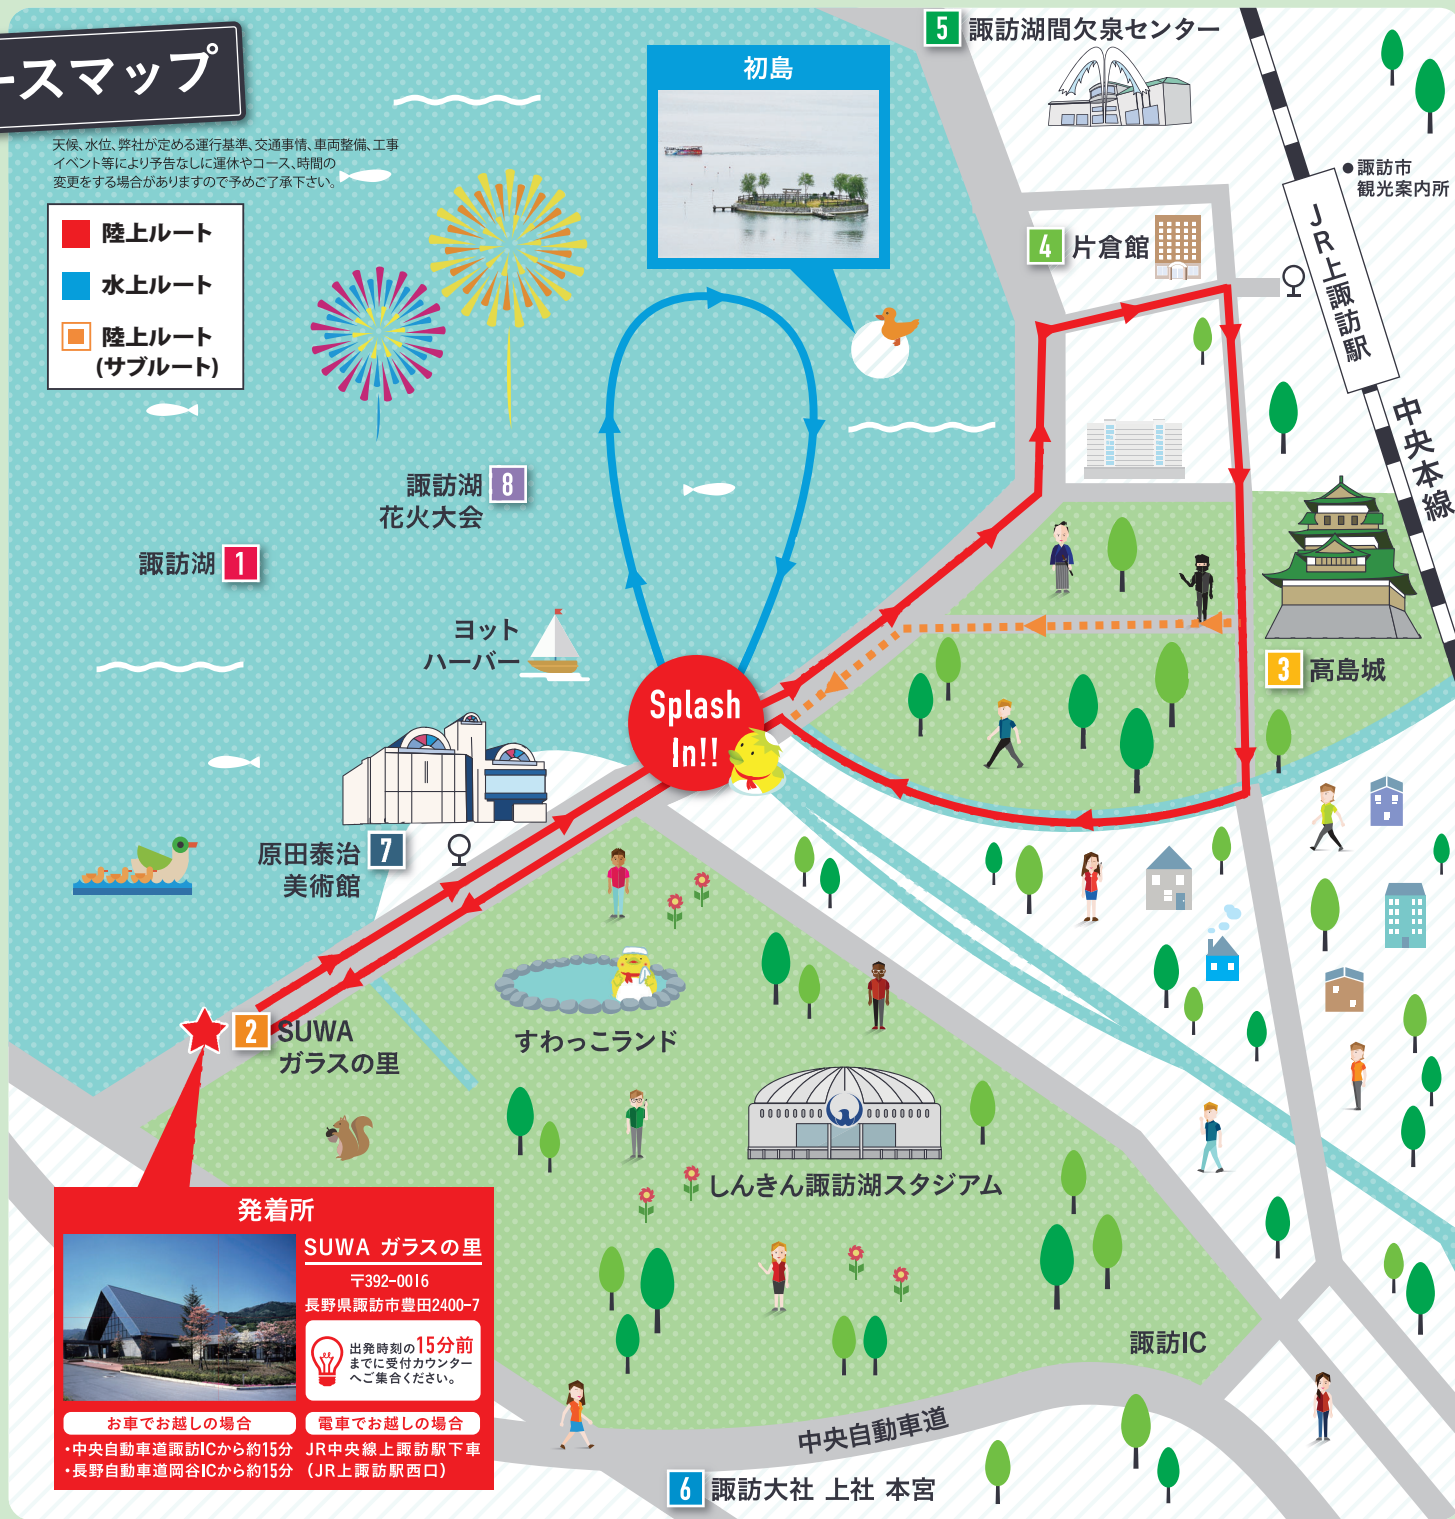 ースマップ
天候、水位、弊社が定める運行基準、交通事情、車両整備、工事
イベント等により予告なしに運休やコース、時間の
変更をする場合がありますので予めご了承下さい。
陸上ルート
水上ルート
陸上ルート
(サブルート)
初島
5 諏訪湖間欠泉センター
諏訪市
観光案内所
4 片倉館
JR上諏訪駅
中央本線
諏訪湖 8
花火大会
諏訪湖 1
ヨット
ハーバー
Splash
In!!
3 高島城
原田泰治 7
美術館
2 SUWA
ガラスの里
すわっこランド
しんきん諏訪湖スタジアム
諏訪IC
中央自動車道
6 諏訪大社 上社 本宮
発着所
SUWA ガラスの里
〒392-0016
長野県諏訪市豊田2400-7
出発時刻の15分前
までに受付カウンター
へご集合ください。
お車でお越しの場合
・中央自動車道諏訪ICから約15分
・長野自動車道岡谷ICから約15分
電車でお越しの場合
JR中央線上諏訪駅下車
(JR上諏訪駅西口)